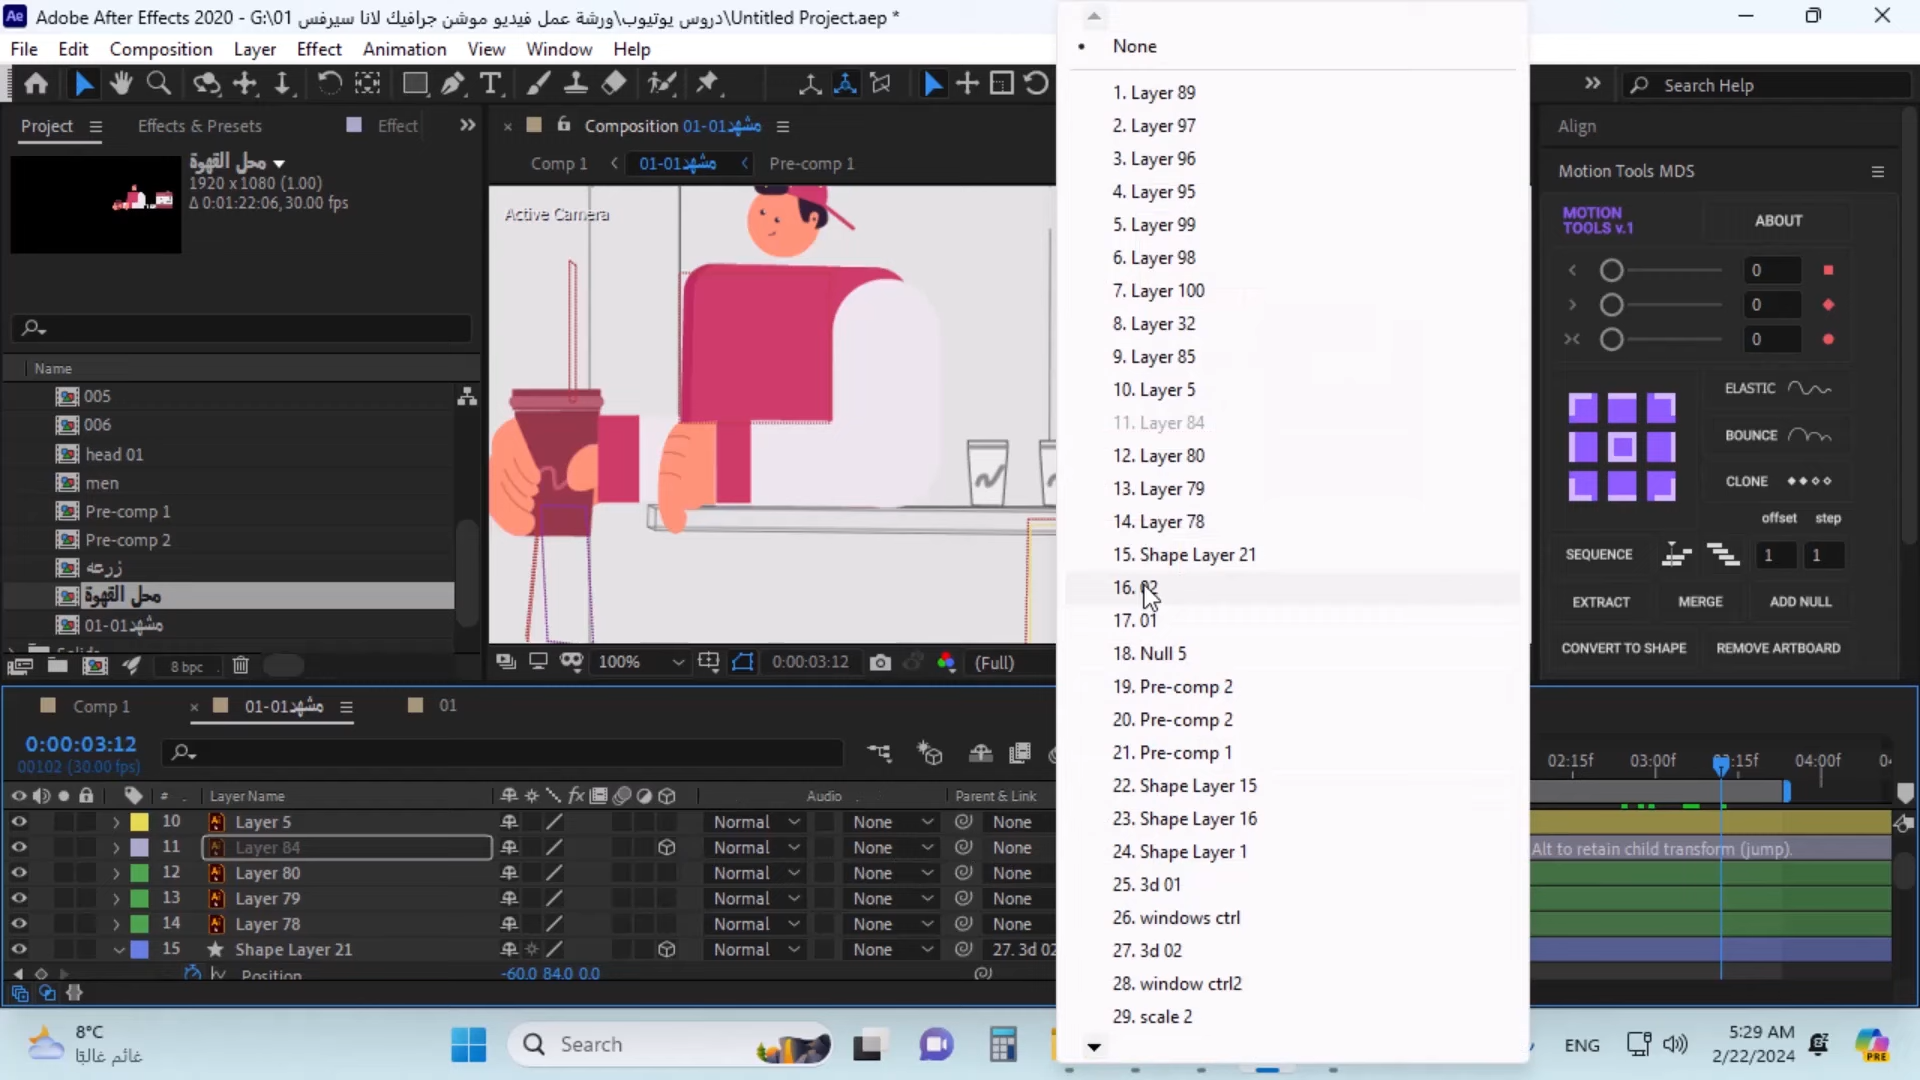 Adobe After Effects 2020 - G:\01 دروس يوتيوب\ورشة عمل فيديو موشن جرافيك لانا سيرفس\Untitled Project.aep *
File Edit Composition Layer Effect Animation View Window Help
Search Help
Project Effects & Presets Effect
Composition مشهد01-01
Comp 1 مشهد01-01 Pre-comp 1
محل القهوة
1920 x 1080 (1.00)
Δ 0:01:22:06, 30.00 fps
Name
005
006
head 01
men
Pre-comp 1
Pre-comp 2
زرعه
محل القهوة
مشهد01-01
8 bpc
Active Camera
100% 0:00:03:12 (Full)
None
1. Layer 89
2. Layer 97
3. Layer 96
4. Layer 95
5. Layer 99
6. Layer 98
7. Layer 100
8. Layer 32
9. Layer 85
10. Layer 5
11. Layer 84
12. Layer 80
13. Layer 79
14. Layer 78
15. Shape Layer 21
16. 02
17. 01
18. Null 5
19. Pre-comp 2
20. Pre-comp 2
21. Pre-comp 1
22. Shape Layer 15
23. Shape Layer 16
24. Shape Layer 1
25. 3d 01
26. windows ctrl
27. 3d 02
28. window ctrl2
29. scale 2
Align
Motion Tools MDS
MOTION
TOOLS v.1
ABOUT
0
0
0
ELASTIC
BOUNCE
CLONE
offset step
SEQUENCE 1 1
EXTRACT MERGE ADD NULL
CONVERT TO SHAPE REMOVE ARTBOARD
Comp 1 مشهد01-01 01
0:00:03:12
00102 (30.00 fps)
# Layer Name fx Audio Parent & Link
10 Layer 5 Normal None None
11 Layer 84 Normal None None
12 Layer 80 Normal None None
13 Layer 79 Normal None None
14 Layer 78 Normal None None
15 Shape Layer 21 Normal None 27. 3d 02
Position -60.0 84.0 0.0
02:15f 03:00f 04:00f
Alt to retain child transform (jump).
8°C
غائم غالبًا
Search
ENG
5:29 AM
2/22/2024
PRE